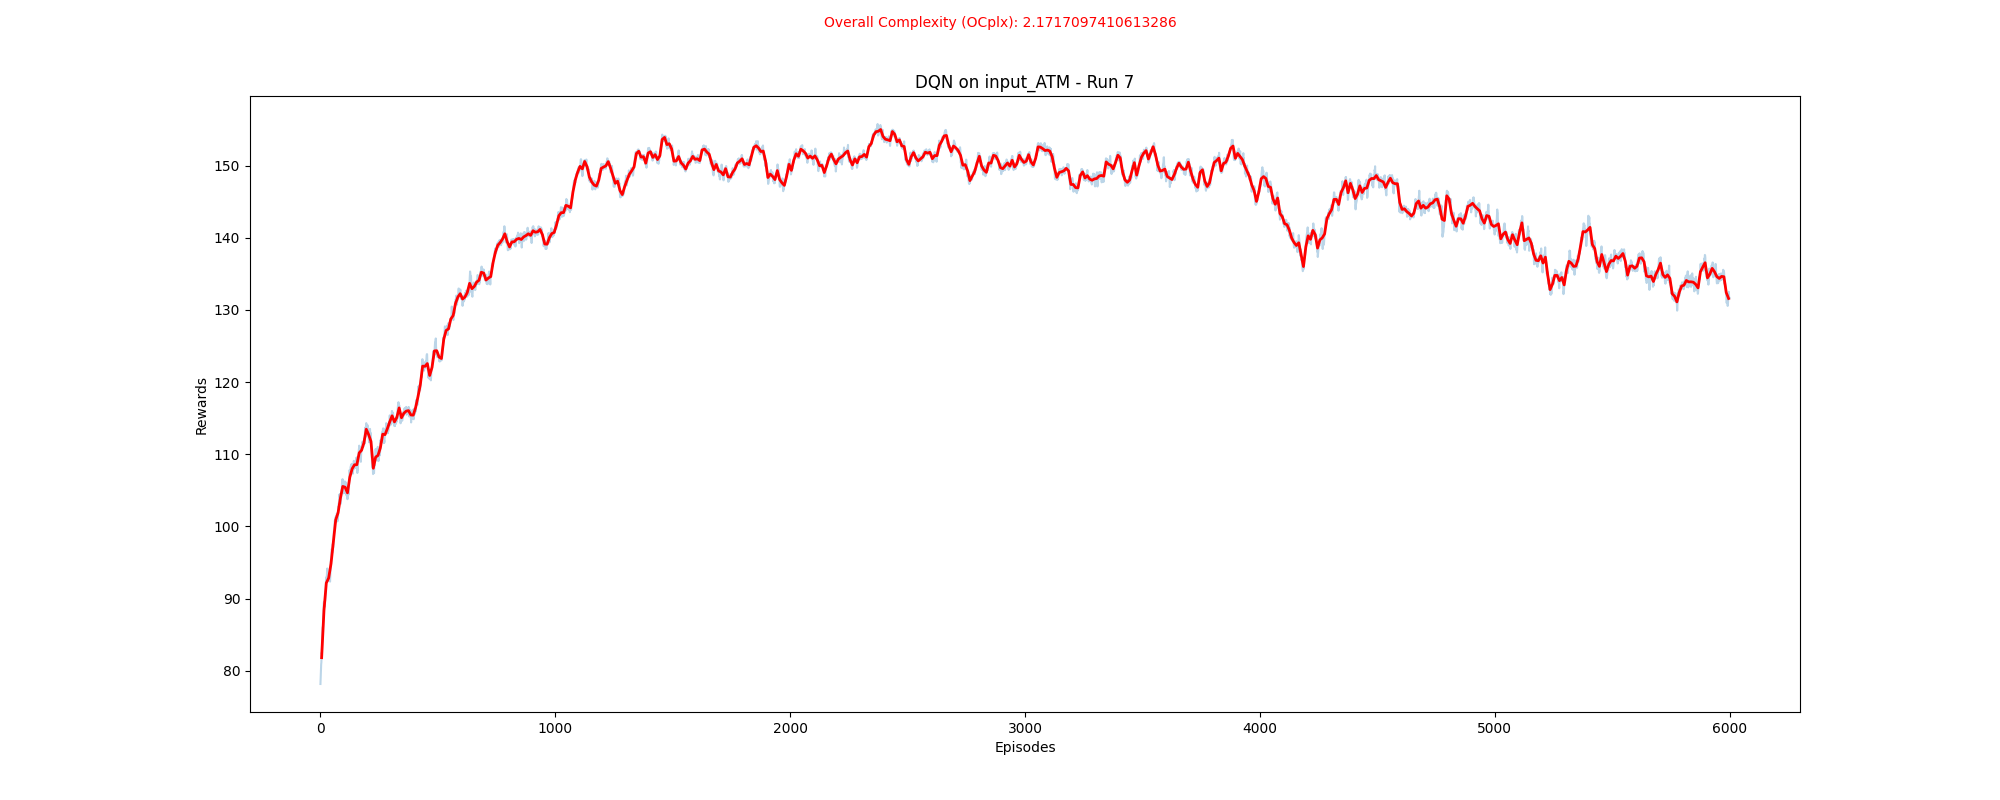 Overall Complexity (OCplx): 2.1717097410613286
DQN on input_ATM - Run 7
Rewards
150
140
130
120
110
100
90
80
0 1000 2000 3000 4000 5000 6000
Episodes